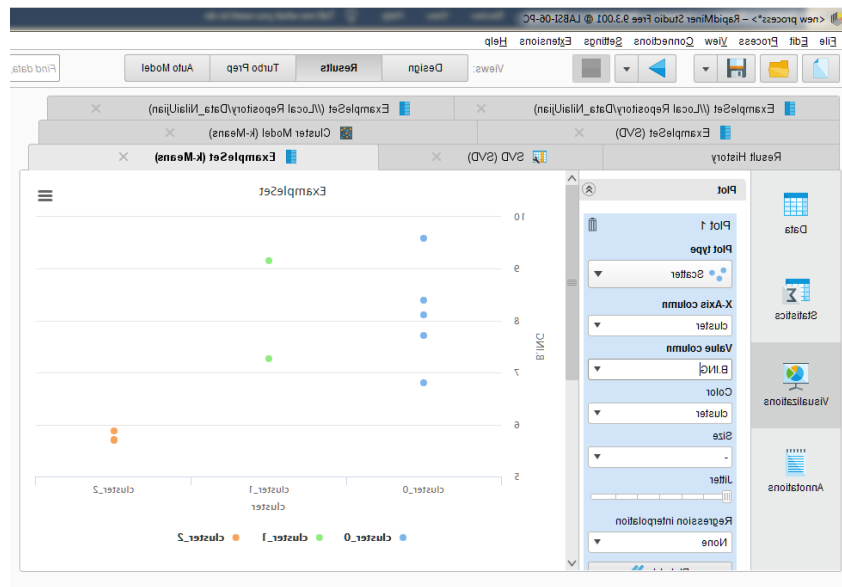 <new process*> – RapidMiner Studio Free 9.3.001 @ LABSI-06-PC
File Edit Process View Connections Settings Extensions Help
Views: Design Results Turbo Prep Auto Model Find data,
ExampleSet (//Local Repository/Data_NilaiUjian) ExampleSet (//Local Repository/Data_NilaiUjian)
ExampleSet (SVD) Cluster Model (k-Means)
Result History SVD (SVD) ExampleSet (k-Means)
Data
Statistics
Visualizations
Annotations
Plot
Plot 1
Plot type
Scatter
X-Axis column
cluster
Value column
B.ING
Color
cluster
Size
-
Jitter
Regression interpolation
None
ExampleSet
10
9
8
7
6
5
B.ING
cluster_0 cluster_1 cluster_2
cluster
cluster_0 cluster_1 cluster_2